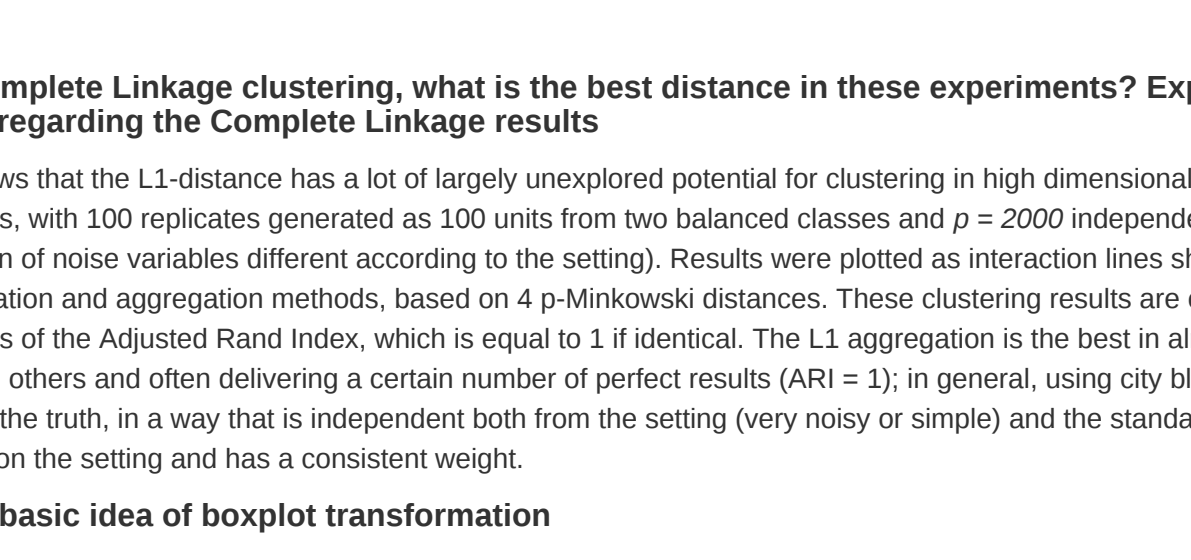 mplete Linkage clustering, what is the best distance in these experiments? Exp
regarding the Complete Linkage results
ws that the L1-distance has a lot of largely unexplored potential for clustering in high dimensional
s, with 100 replicates generated as 100 units from two balanced classes and p = 2000 independe
n of noise variables different according to the setting). Results were plotted as interaction lines sh
ation and aggregation methods, based on 4 p-Minkowski distances. These clustering results are
s of the Adjusted Rand Index, which is equal to 1 if identical. The L1 aggregation is the best in al
others and often delivering a certain number of perfect results (ARI = 1); in general, using city bl
the truth, in a way that is independent both from the setting (very noisy or simple) and the standa
on the setting and has a consistent weight.
basic idea of boxplot transformation